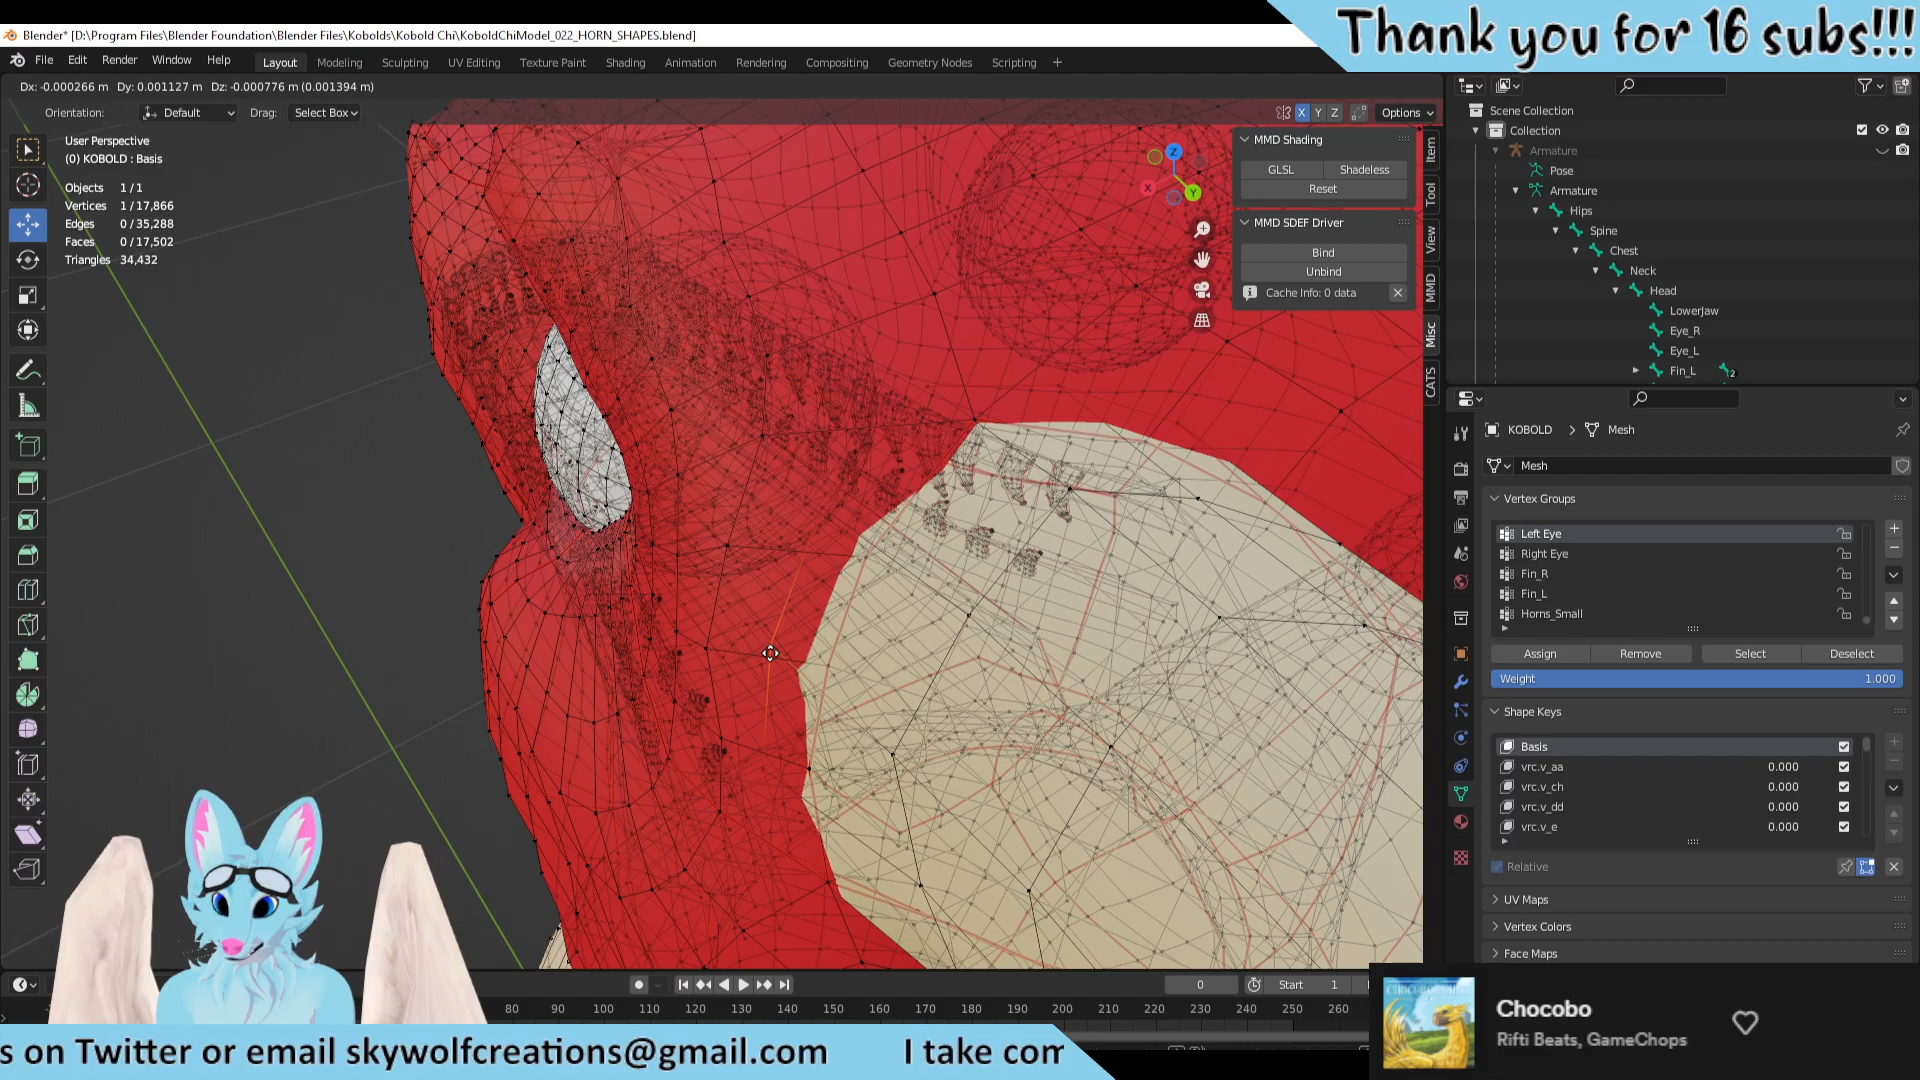 Thank you for 16 subs!!!
Blender* [D:\Program Files\Blender Foundation\Blender Files\Kobolds\Kobold Chi\KoboldChiModel_022_HORN_SHAPES.blend]
File Edit Render Window Help
Layout Modeling Sculpting UV Editing Texture Paint Shading Animation Rendering Compositing Geometry Nodes Scripting +
Dx: -0.000266 m Dy: 0.001127 m Dz: -0.000776 m (0.001394 m)
Orientation: Default Drag: Select Box
X Y Z Options
User Perspective
(0) KOBOLD : Basis
Objects 1/1
Vertices 1/17,866
Edges 0/35,288
Faces 0/17,502
Triangles 34,432
Z
X
Y
MMD Shading
GLSL Shadeless
Reset
MMD SDEF Driver
Bind
Unbind
Cache Info: 0 data
Item
Tool
View
MMD
Misc
CATS
Scene Collection
Collection
Armature
Pose
Armature
Hips
Spine
Chest
Neck
Head
LowerJaw
Eye_R
Eye_L
Fin_L 2
KOBOLD > Mesh
Mesh
Vertex Groups
Left Eye
Right Eye
Fin_R
Fin_L
Horns_Small
Assign Remove Select Deselect
Weight 1.000
Shape Keys
Basis
vrc.v_aa 0.000
vrc.v_ch 0.000
vrc.v_dd 0.000
vrc.v_e 0.000
Relative
UV Maps
Vertex Colors
Face Maps
0 Start 1
80 90 100 110 120 130 140 150 160 170 180 190 200 210 220 230 240 250 260
Chocobo
Rifti Beats, GameChops
s on Twitter or email skywolfcreations@gmail.com I take com